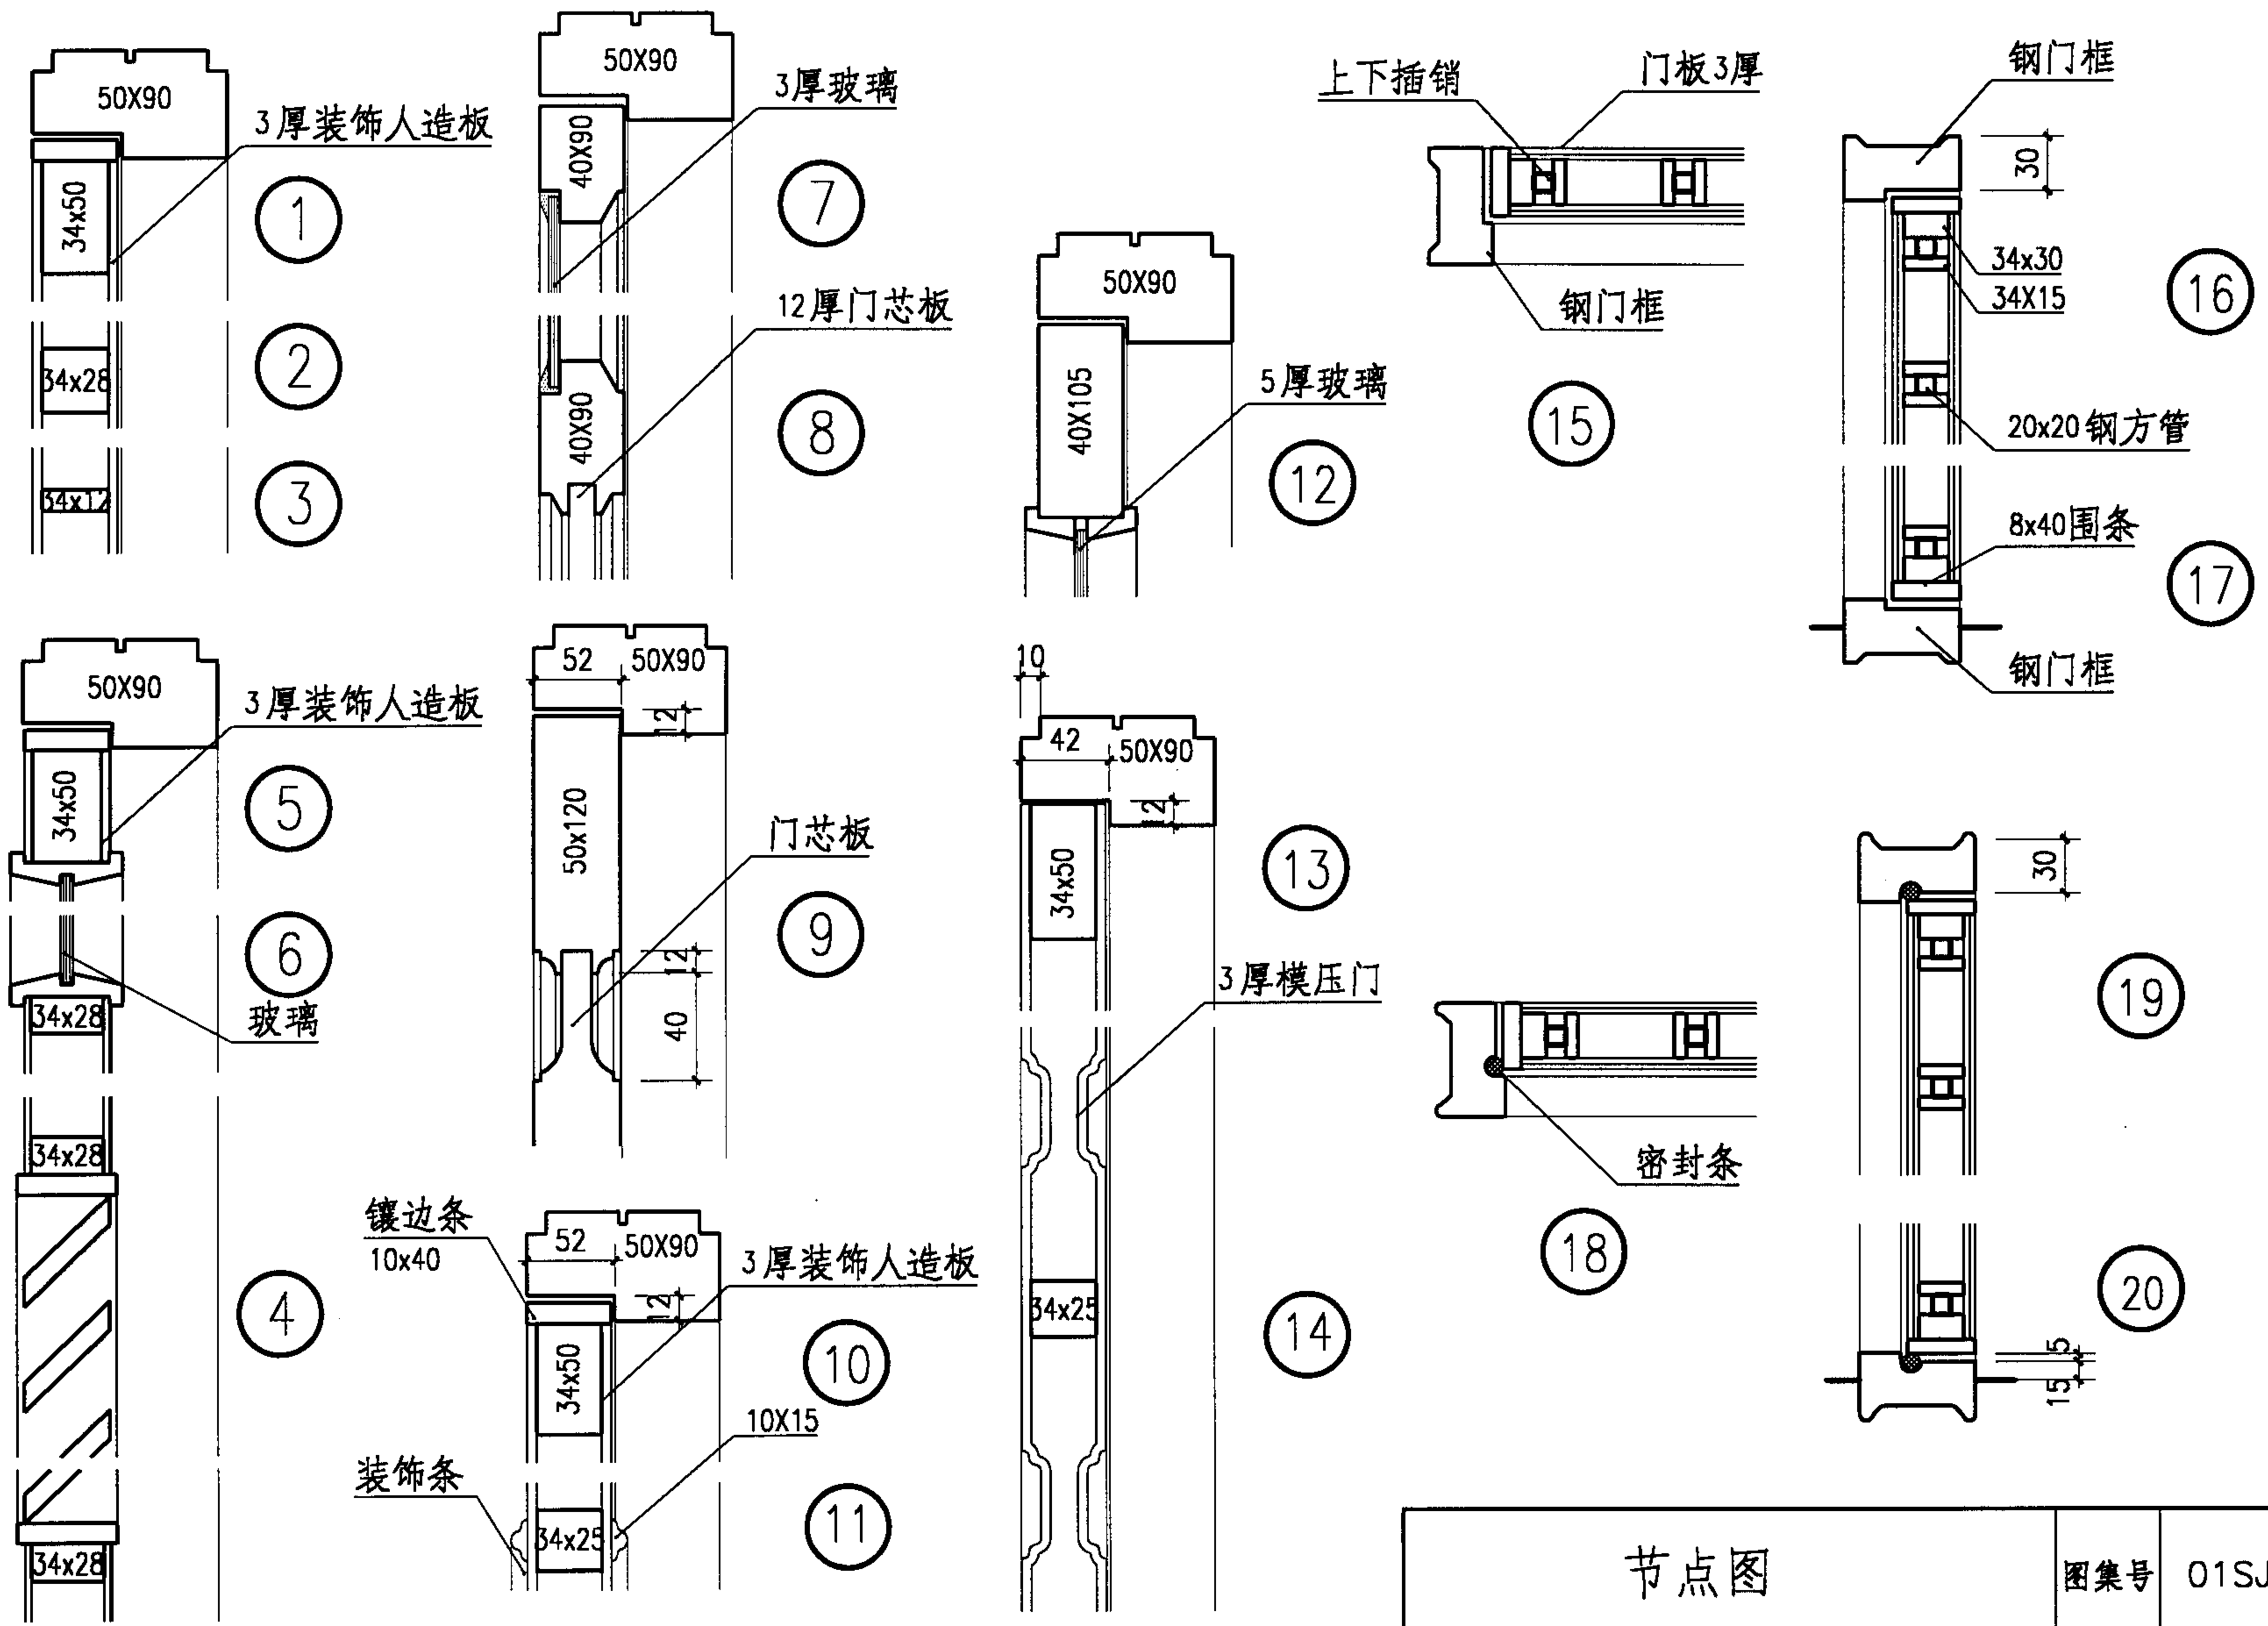 50X90
3厚装饰人造板
34x50
1
34x28
2
34x12
3
50X90
3厚装饰人造板
34x50
5
6
玻璃
34x28
34x28
4
34x28
50X90
3厚玻璃
40X90
7
12厚门芯板
40X90
8
52
50X90
12
50x120
门芯板
9
12
40
镶边条
10x40
52
50X90
3厚装饰人造板
12
34x50
10
10X15
装饰条
34x25
11
50X90
5厚玻璃
40X105
12
10
42
50X90
12
34x50
13
3厚模压门
34x25
14
上下插销
门板3厚
钢门框
15
钢门框
30
34x30
34X15
16
20x20钢方管
8x40围条
17
钢门框
密封条
18
30
19
20
5
15
节点图
图集号
01SJ